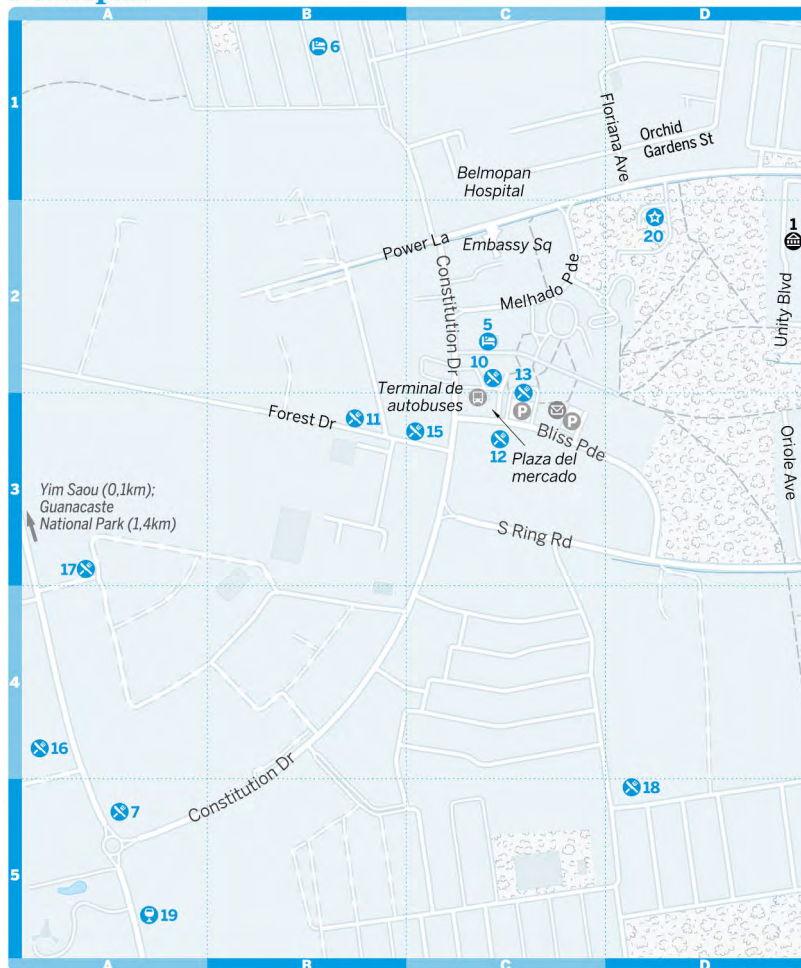 A B C D
1
6
Floriana Ave
Orchid
Gardens St
Belmopan
Hospital
2
20
1
Power La
Embassy Sq
Constitution Dr
Melhado Pde
Unity Blvd
5
10
13
Terminal de
autobuses
Forest Dr
11
15
12
Bliss Pde
Plaza del
mercado
Oriole Ave
3
Yim Saou (0,1km);
Guanacaste
National Park (1,4km)
S Ring Rd
17
4
16
Constitution Dr
7
18
5
19
P
P
A B C D